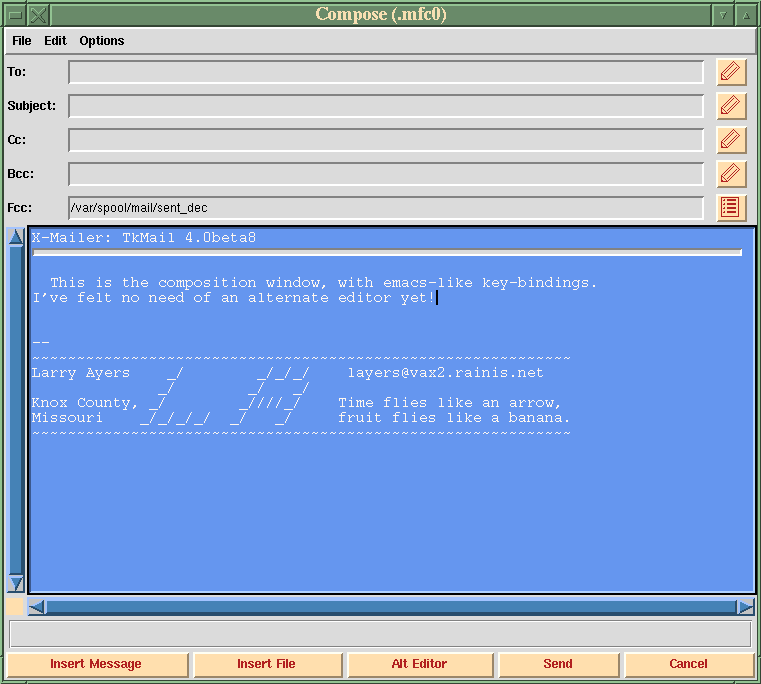 Compose (.mfc0)
File Edit Options
To:
Subject:
Cc:
Bcc:
Fcc: /var/spool/mail/sent_dec
X-Mailer: TkMail 4.0beta8
This is the composition window, with emacs-like key-bindings.
I've felt no need of an alternate editor yet!
--
~~~~~~~~~~~~~~~~~~~~~~~~~~~~~~~~~~~~~~~~~~~~~~~~~~~~~~~~~~~~
Larry Ayers    _/        _/_/_/    layers@vax2.rainis.net
              _/        _/   _/
Knox County, _/        _////_/    Time flies like an arrow,
Missouri    _/_/_/_/  _/   _/     fruit flies like a banana.
~~~~~~~~~~~~~~~~~~~~~~~~~~~~~~~~~~~~~~~~~~~~~~~~~~~~~~~~~~~~
Insert Message Insert File Alt Editor Send Cancel